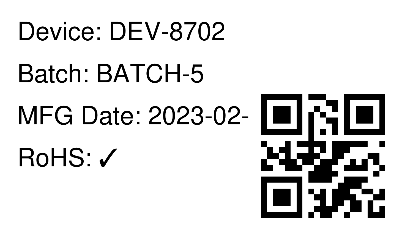 Device: DEV-8702
Batch: BATCH-5
MFG Date: 2023-02-
RoHS: ✓